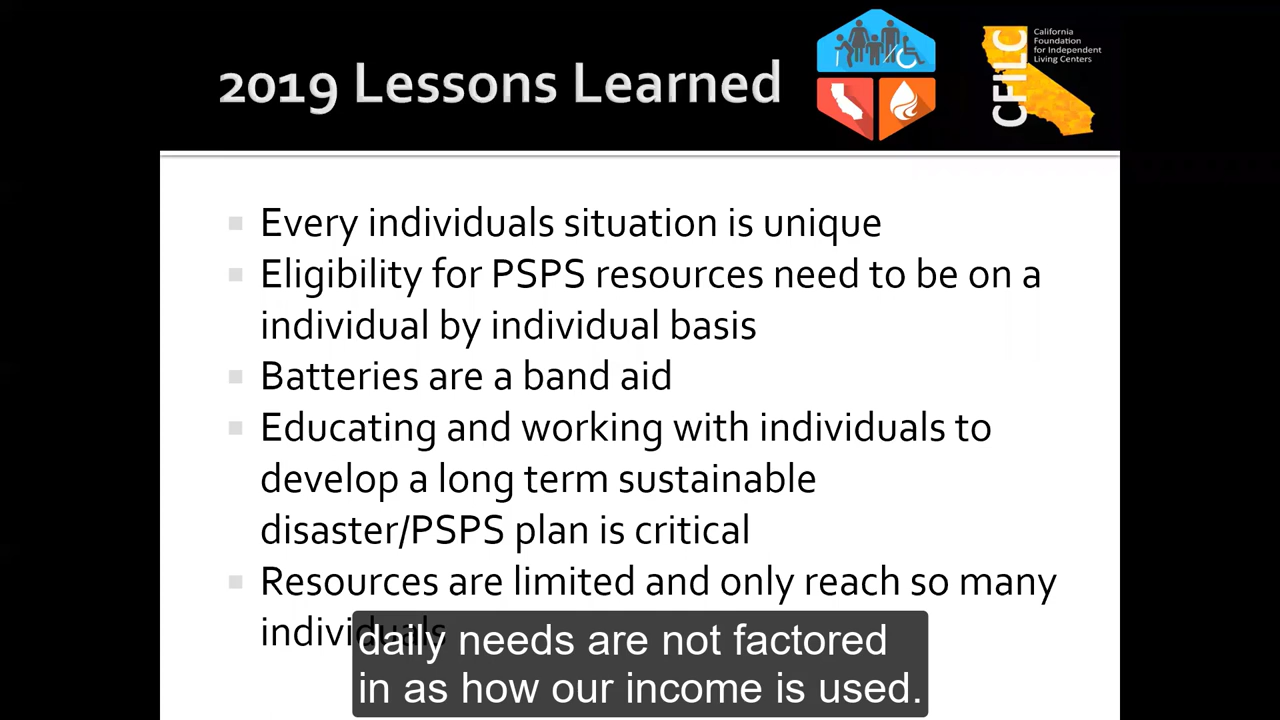 2019 Lessons Learned
CFILC
California
Foundation
for Independent
Living Centers
Every individuals situation is unique
Eligibility for PSPS resources need to be on a
individual by individual basis
Batteries are a band aid
Educating and working with individuals to
develop a long term sustainable
disaster/PSPS plan is critical
Resources are limited and only reach so many
individuals
daily needs are not factored
in as how our income is used.